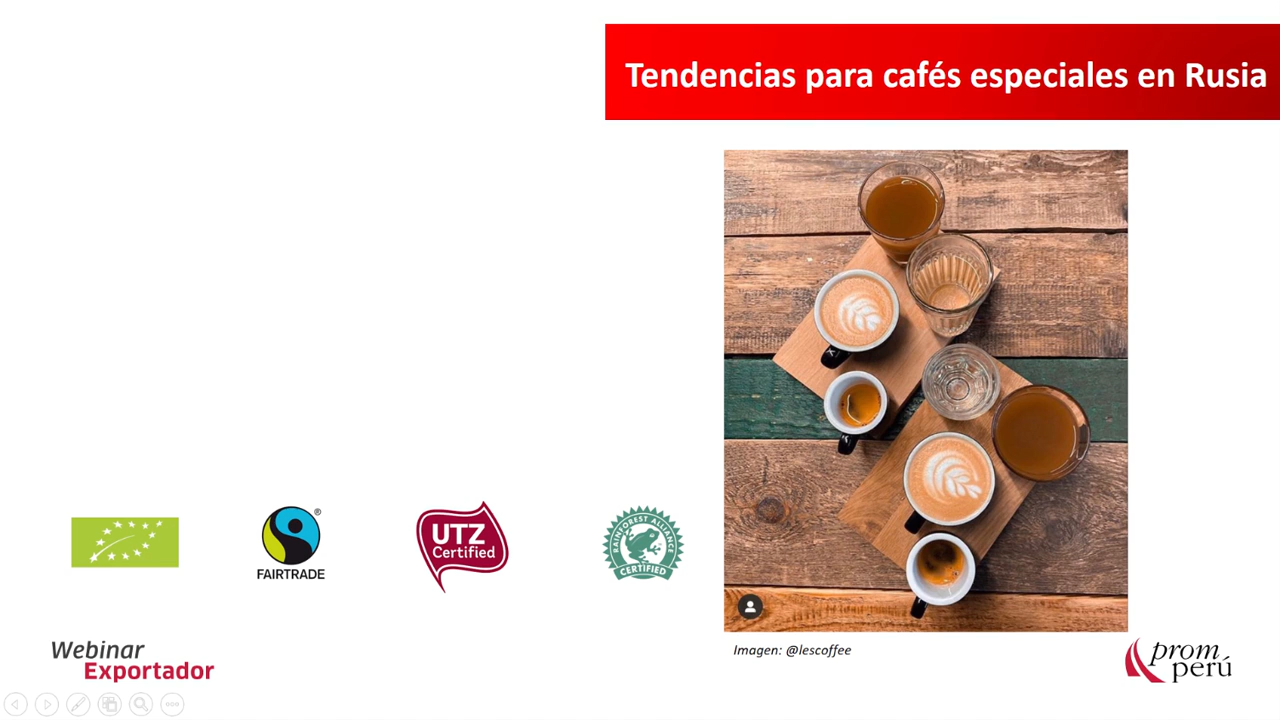 Tendencias para cafés especiales en Rusia
FAIRTRADE
®
UTZ
Certified
RAINFOREST ALLIANCE
CERTIFIED
Imagen: @lescoffee
Webinar
Exportador
prom
perú